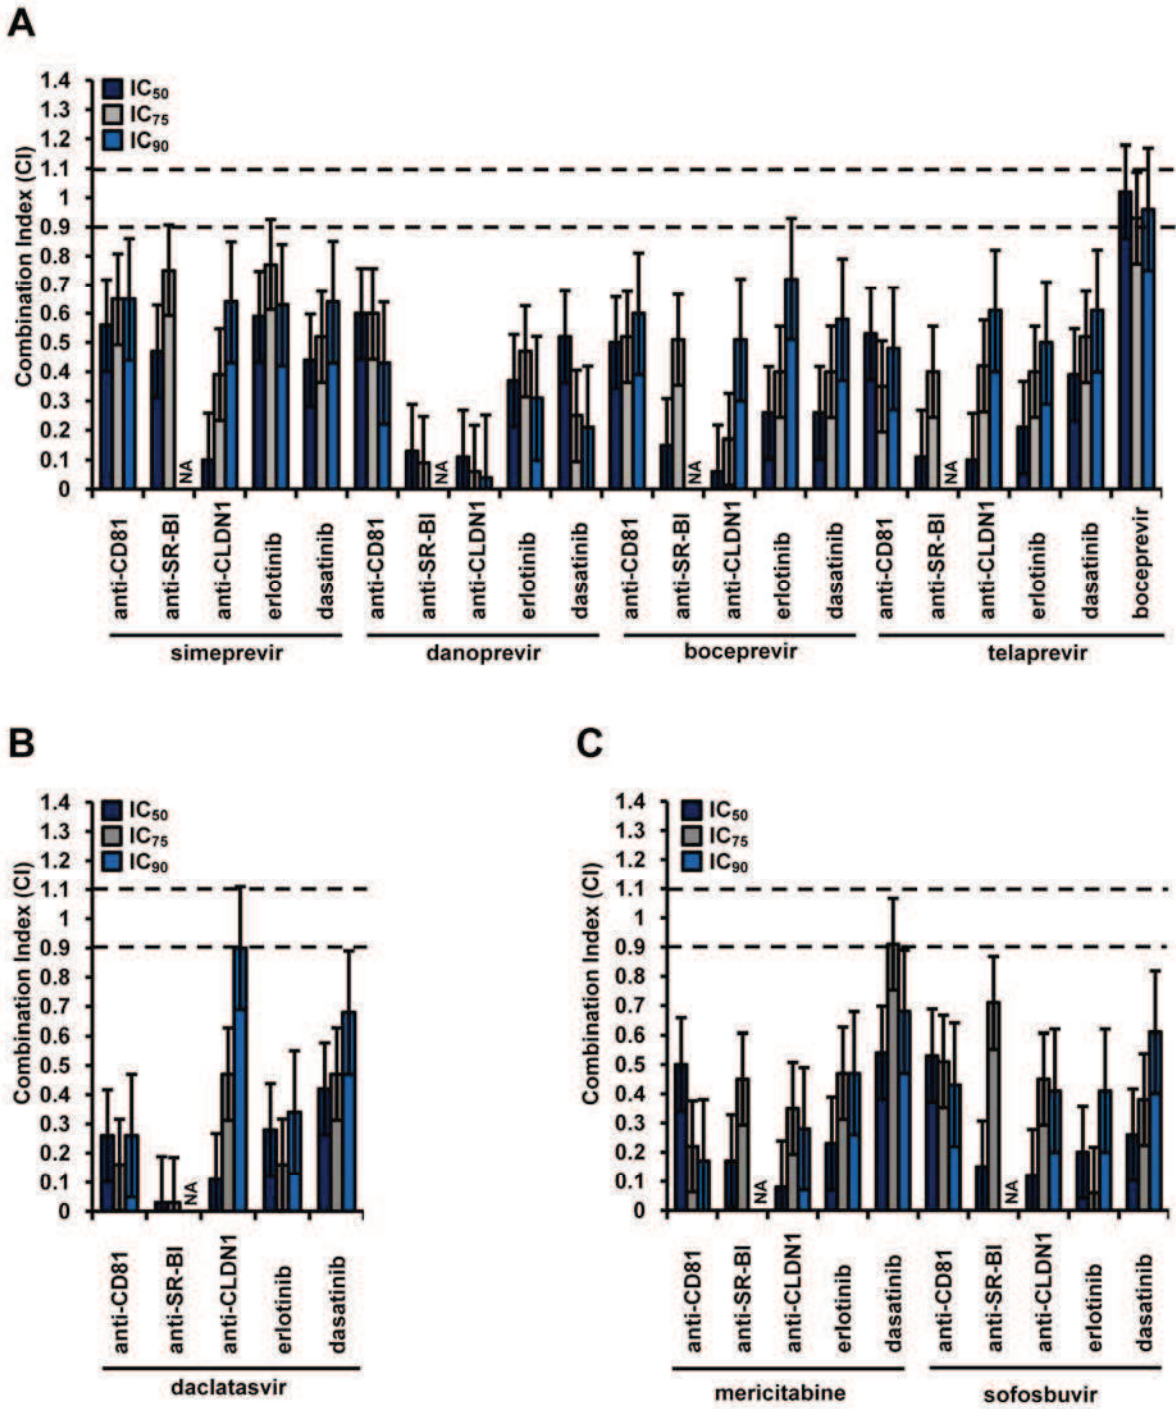 A
Combination Index (CI)
1.4
1.3
1.2
1.1
1
0.9
0.8
0.7
0.6
0.5
0.4
0.3
0.2
0.1
0
IC50
IC75
IC90
NA
NA
NA
NA
anti-CD81
anti-SR-BI
anti-CLDN1
erlotinib
dasatinib
anti-CD81
anti-SR-BI
anti-CLDN1
erlotinib
dasatinib
anti-CD81
anti-SR-BI
anti-CLDN1
erlotinib
dasatinib
anti-CD81
anti-SR-BI
anti-CLDN1
erlotinib
dasatinib
boceprevir
simeprevir danoprevir boceprevir telaprevir
B
Combination Index (CI)
1.4
1.3
1.2
1.1
1
0.9
0.8
0.7
0.6
0.5
0.4
0.3
0.2
0.1
0
IC50
IC75
IC90
NA
anti-CD81
anti-SR-BI
anti-CLDN1
erlotinib
dasatinib
daclatasvir
C
Combination Index (CI)
1.4
1.3
1.2
1.1
1
0.9
0.8
0.7
0.6
0.5
0.4
0.3
0.2
0.1
0
IC50
IC75
IC90
NA
NA
anti-CD81
anti-SR-BI
anti-CLDN1
erlotinib
dasatinib
anti-CD81
anti-SR-BI
anti-CLDN1
erlotinib
dasatinib
mericitabine sofosbuvir